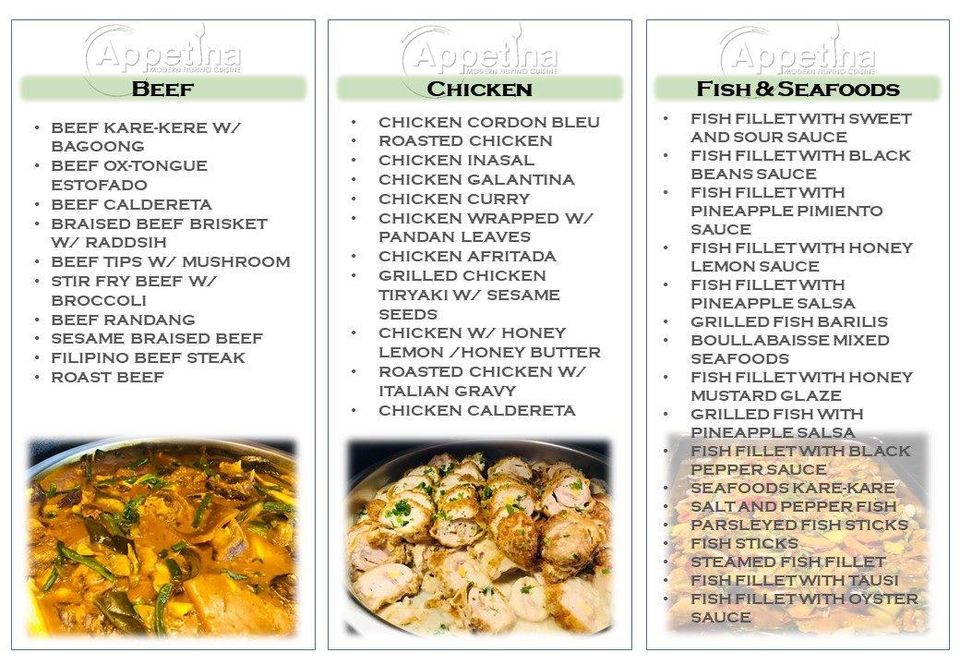 Appetina
MODERN FILIPINO CUISINE
BEEF
• BEEF KARE-KERE W/
BAGOONG
• BEEF OX-TONGUE
ESTOFADO
• BEEF CALDERETA
• BRAISED BEEF BRISKET
W/ RADDSIH
• BEEF TIPS W/ MUSHROOM
• STIR FRY BEEF W/
BROCCOLI
• BEEF RANDANG
• SESAME BRAISED BEEF
• FILIPINO BEEF STEAK
• ROAST BEEF
Appetina
MODERN FILIPINO CUISINE
CHICKEN
• CHICKEN CORDON BLEU
• ROASTED CHICKEN
• CHICKEN INASAL
• CHICKEN GALANTINA
• CHICKEN CURRY
• CHICKEN WRAPPED W/
PANDAN LEAVES
• CHICKEN AFRITADA
• GRILLED CHICKEN
TIRYAKI W/ SESAME
SEEDS
• CHICKEN W/ HONEY
LEMON /HONEY BUTTER
• ROASTED CHICKEN W/
ITALIAN GRAVY
• CHICKEN CALDERETA
Appetina
MODERN FILIPINO CUISINE
FISH & SEAFOODS
• FISH FILLET WITH SWEET
AND SOUR SAUCE
• FISH FILLET WITH BLACK
BEANS SAUCE
• FISH FILLET WITH
PINEAPPLE PIMIENTO
SAUCE
• FISH FILLET WITH HONEY
LEMON SAUCE
• FISH FILLET WITH
PINEAPPLE SALSA
• GRILLED FISH BARILIS
• BOULLABAISSE MIXED
SEAFOODS
• FISH FILLET WITH HONEY
MUSTARD GLAZE
• GRILLED FISH WITH
PINEAPPLE SALSA
• FISH FILLET WITH BLACK
PEPPER SAUCE
• SEAFOODS KARE-KARE
• SALT AND PEPPER FISH
• PARSLEYED FISH STICKS
• FISH STICKS
• STEAMED FISH FILLET
• FISH FILLET WITH TAUSI
• FISH FILLET WITH OYSTER
SAUCE